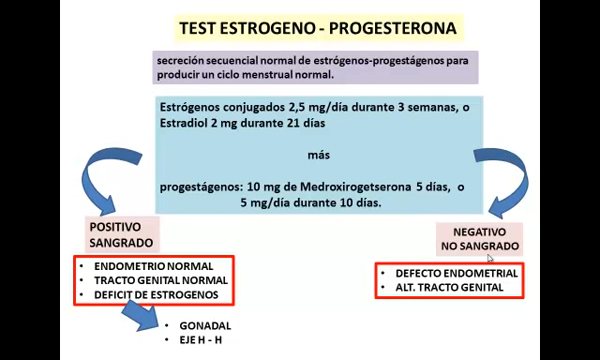 TEST ESTROGENO - PROGESTERONA
secreción secuencial normal de estrógenos-progestágenos para
producir un ciclo menstrual normal.
Estrógenos conjugados 2,5 mg/día durante 3 semanas, o
Estradiol 2 mg durante 21 días
más
progestágenos: 10 mg de Medroxirogetserona 5 días, o
5 mg/día durante 10 días.
POSITIVO
SANGRADO
• ENDOMETRIO NORMAL
• TRACTO GENITAL NORMAL
• DEFICIT DE ESTROGENOS
• GONADAL
• EJE H - H
NEGATIVO
NO SANGRADO
• DEFECTO ENDOMETRIAL
• ALT. TRACTO GENITAL